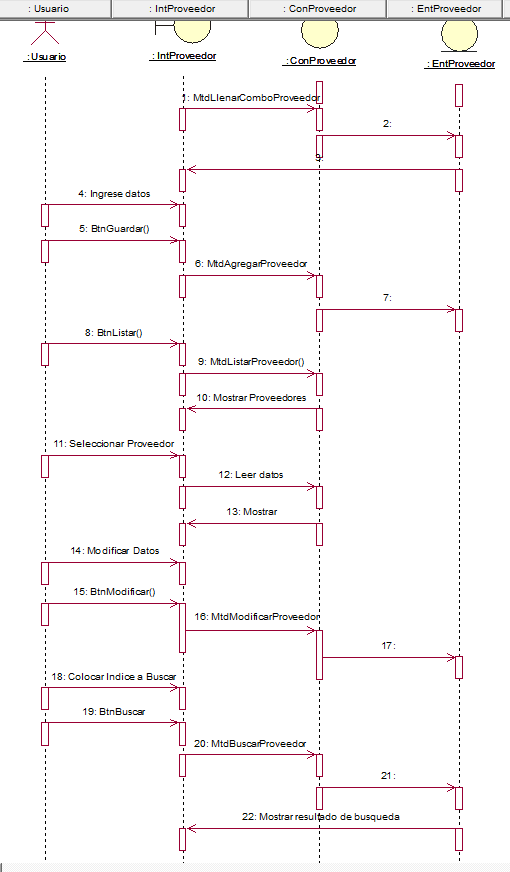 : Usuario
: IntProveedor
: ConProveedor
: EntProveedor
: Usuario
: IntProveedor
: ConProveedor
: EntProveedor
1: MtdLlenarComboProveedor
2:
3:
4: Ingrese datos
5: BtnGuardar()
6: MtdAgregarProveedor
7:
8: BtnListar()
9: MtdListarProveedor()
10: Mostrar Proveedores
11: Seleccionar Proveedor
12: Leer datos
13: Mostrar
14: Modificar Datos
15: BtnModificar()
16: MtdModificarProveedor
17:
18: Colocar Indice a Buscar
19: BtnBuscar
20: MtdBuscarProveedor
21:
22: Mostrar resultado de busqueda